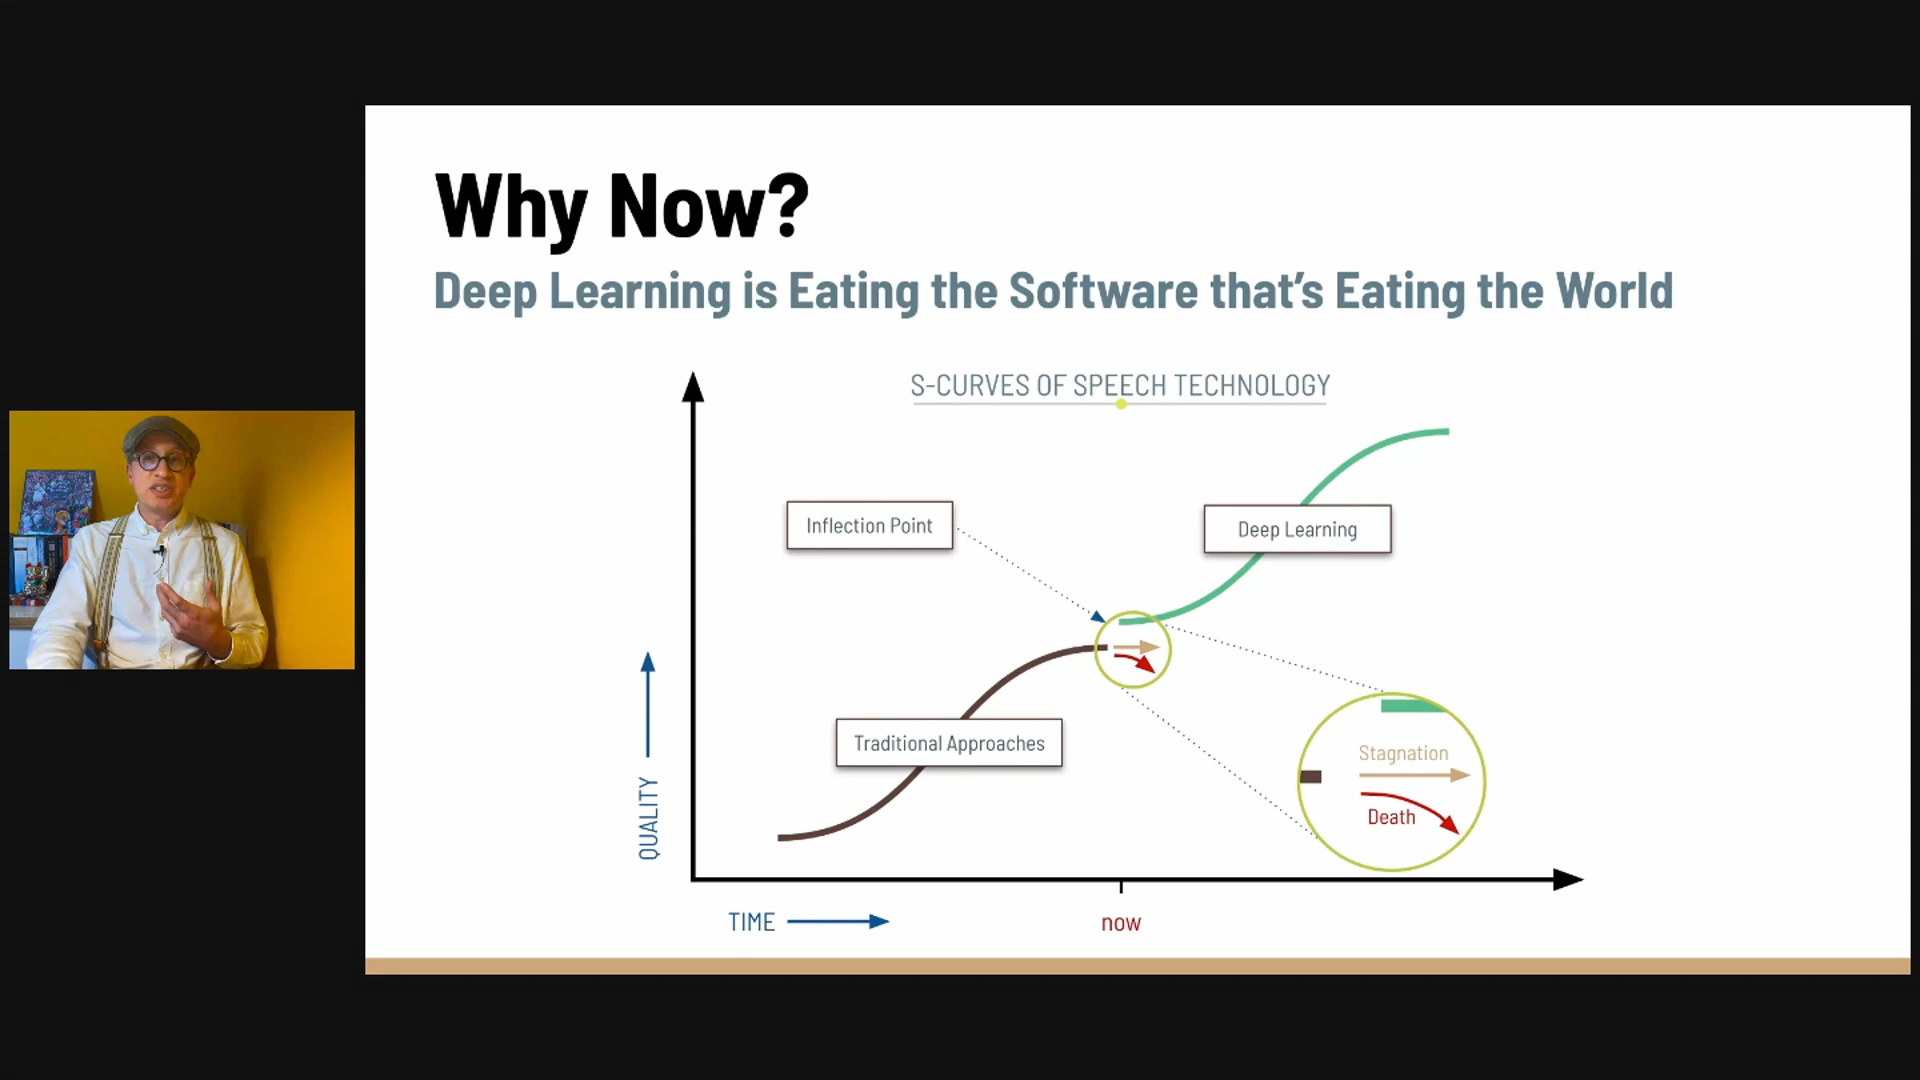 Why Now?
Deep Learning is Eating the Software that's Eating the World
S-CURVES OF SPEECH TECHNOLOGY
Inflection Point
Deep Learning
Traditional Approaches
Stagnation
Death
QUALITY
TIME
now